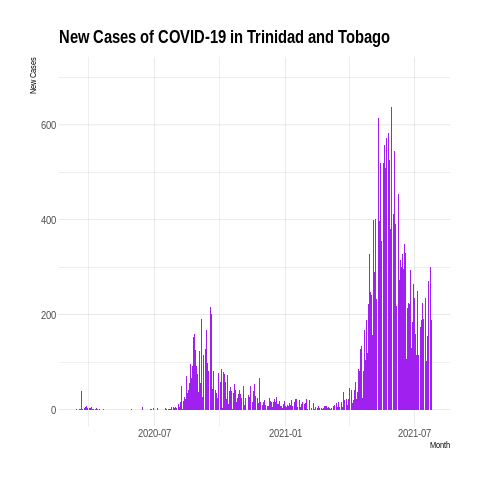 New Cases of COVID-19 in Trinidad and Tobago
New Cases
600
400
200
0
2020-07 2021-01 2021-07
Month